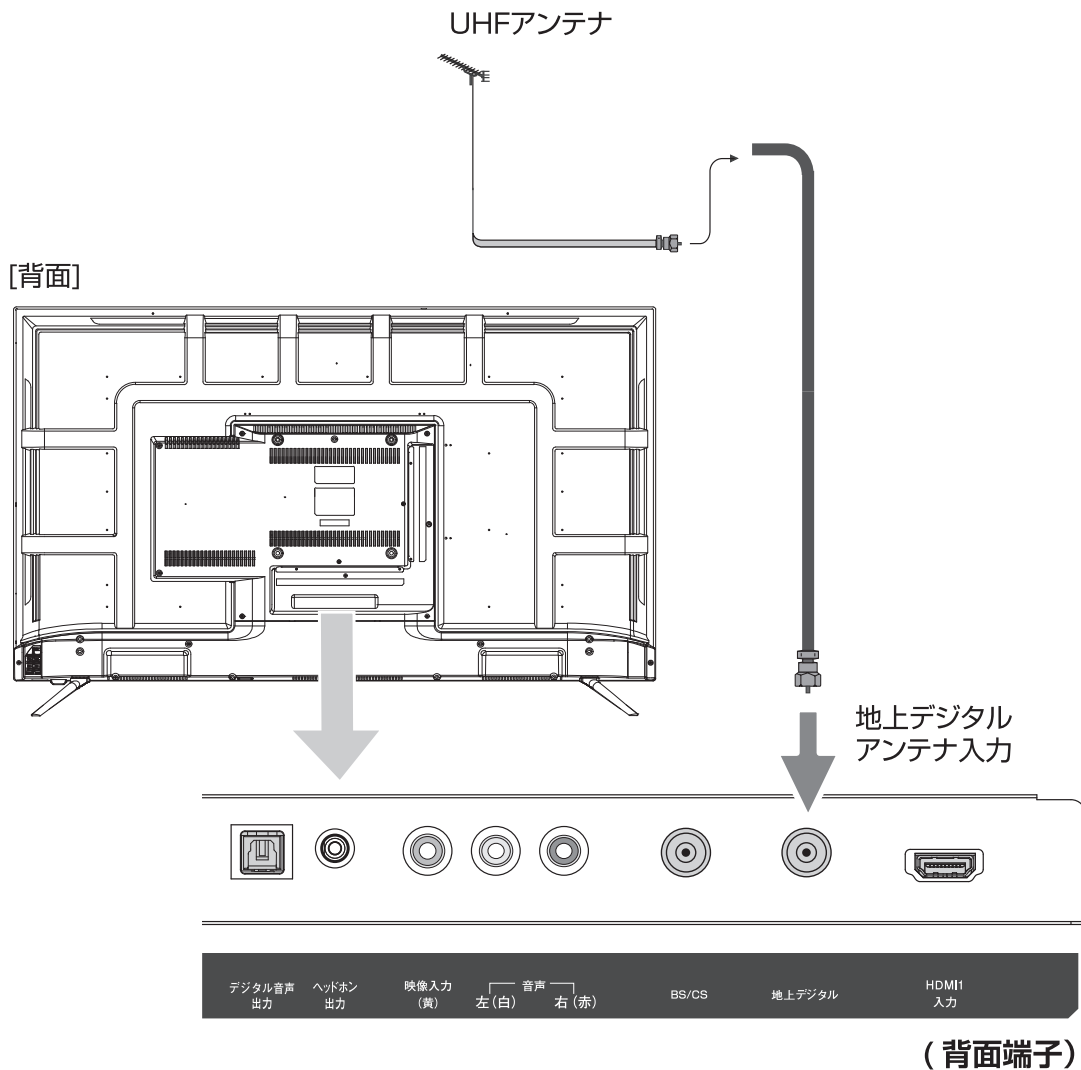 UHFアンテナ
[背面]
地上デジタル
アンテナ入力
デジタル音声
出力
ヘッドホン
出力
映像入力
(黄)
音声
左(白) 右(赤)
BS/CS
地上デジタル
HDMI1
入力
(背面端子)